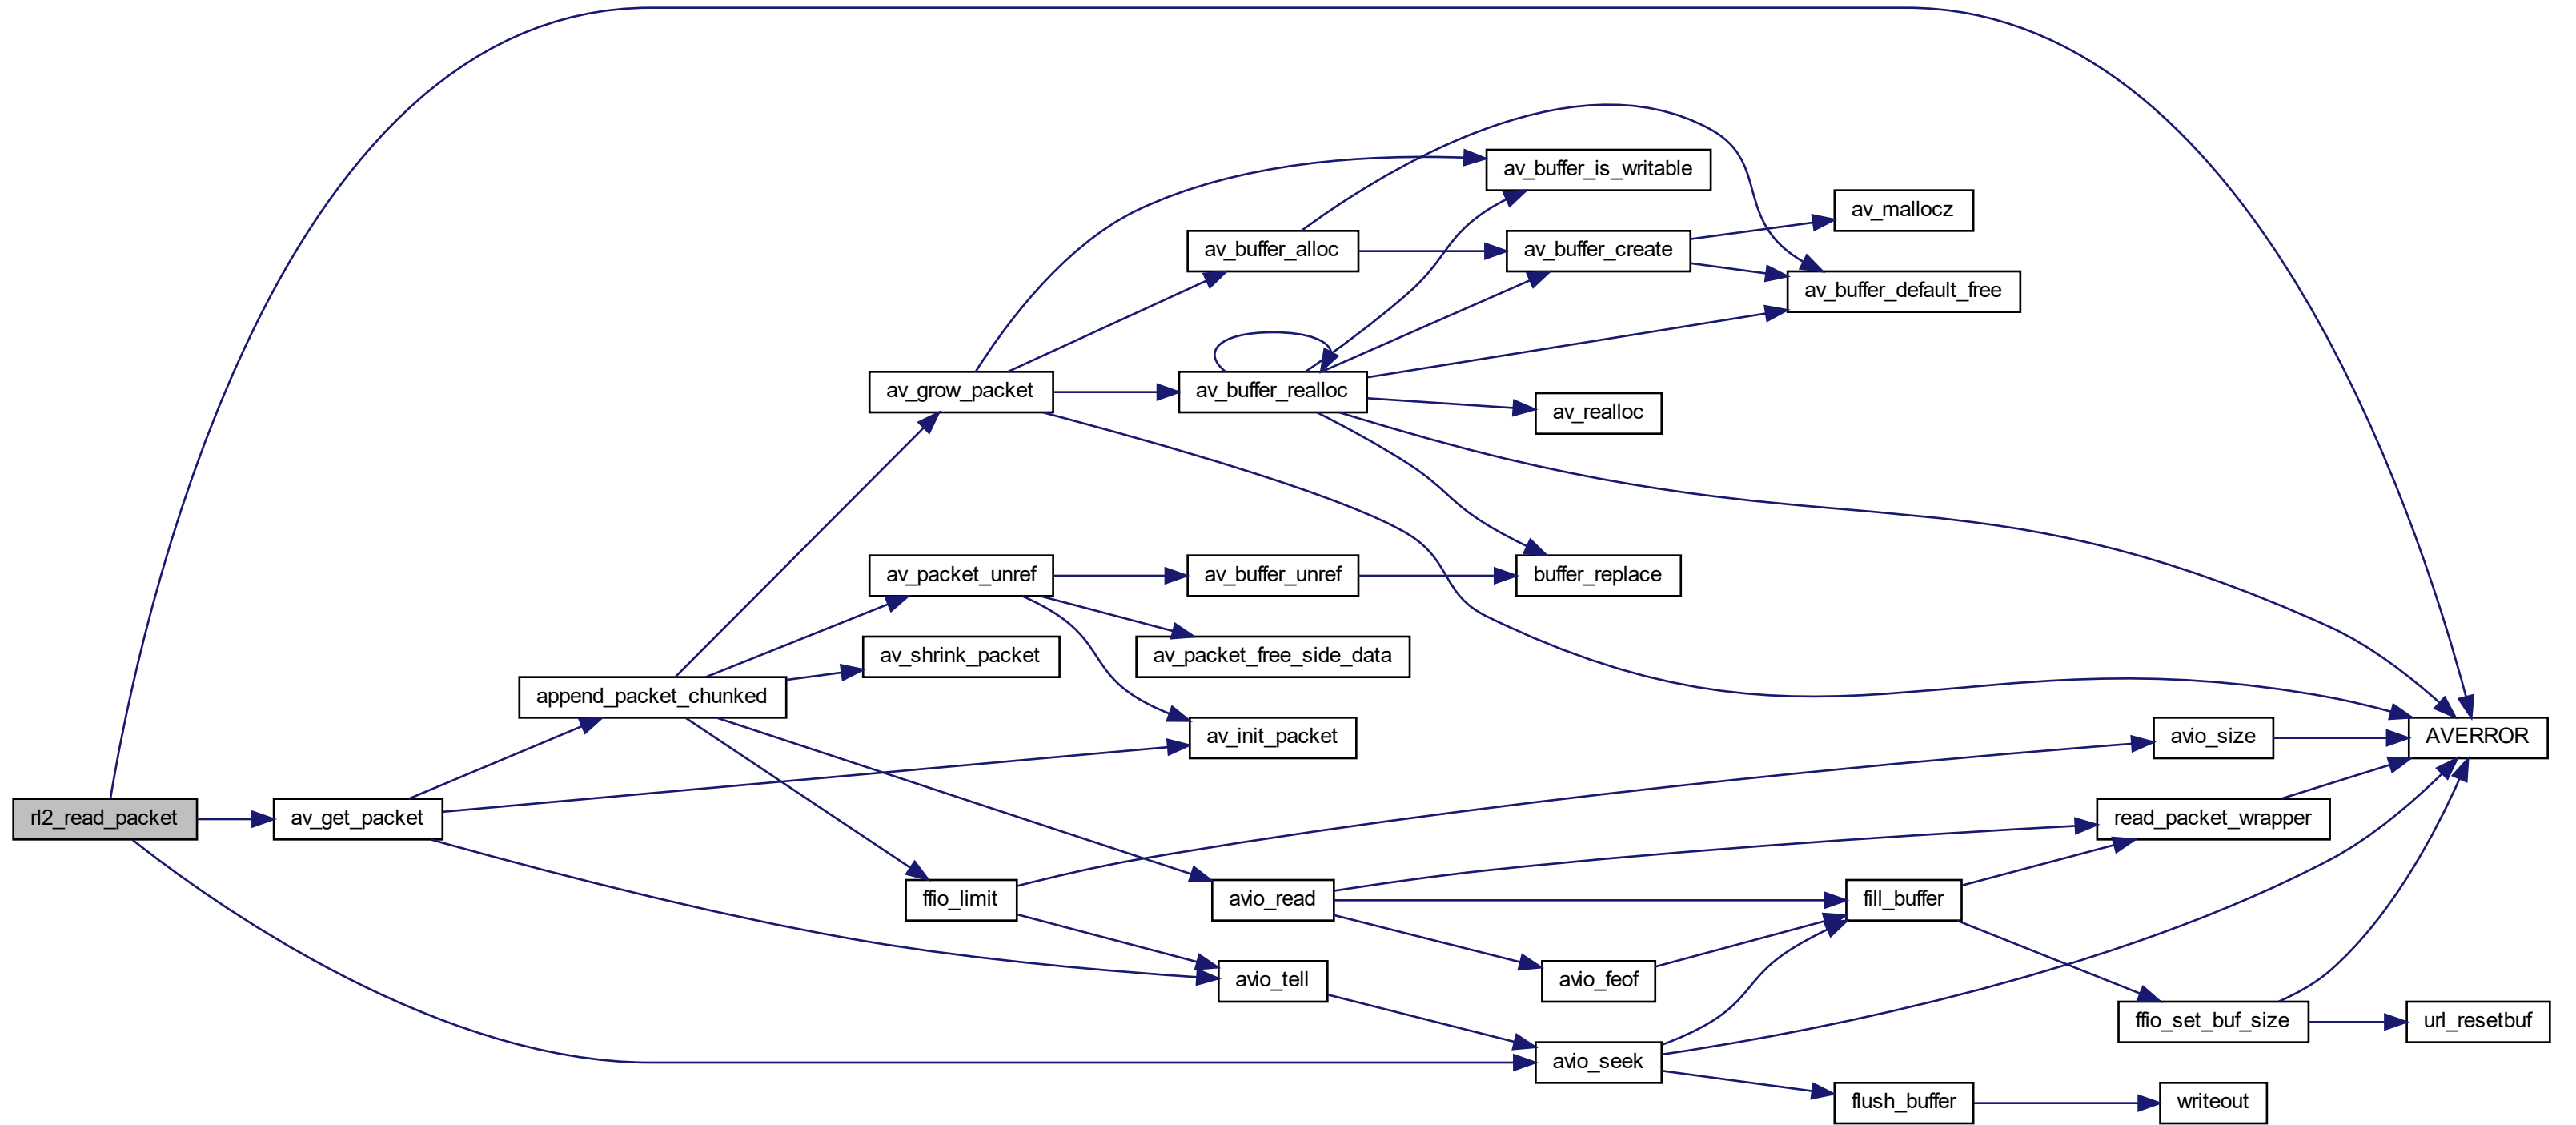 av_buffer_is_writable
av_mallocz
av_buffer_alloc
av_buffer_create
av_buffer_default_free
av_grow_packet
av_buffer_realloc
av_realloc
av_packet_unref
av_buffer_unref
buffer_replace
av_shrink_packet
av_packet_free_side_data
append_packet_chunked
av_init_packet
avio_size
AVERROR
rl2_read_packet
av_get_packet
read_packet_wrapper
ffio_limit
avio_read
fill_buffer
avio_tell
avio_feof
ffio_set_buf_size
url_resetbuf
avio_seek
flush_buffer
writeout